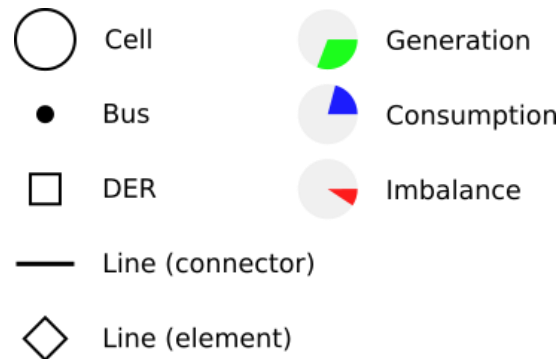 Cell
Generation
Bus
Consumption
DER
Imbalance
Line (connector)
Line (element)